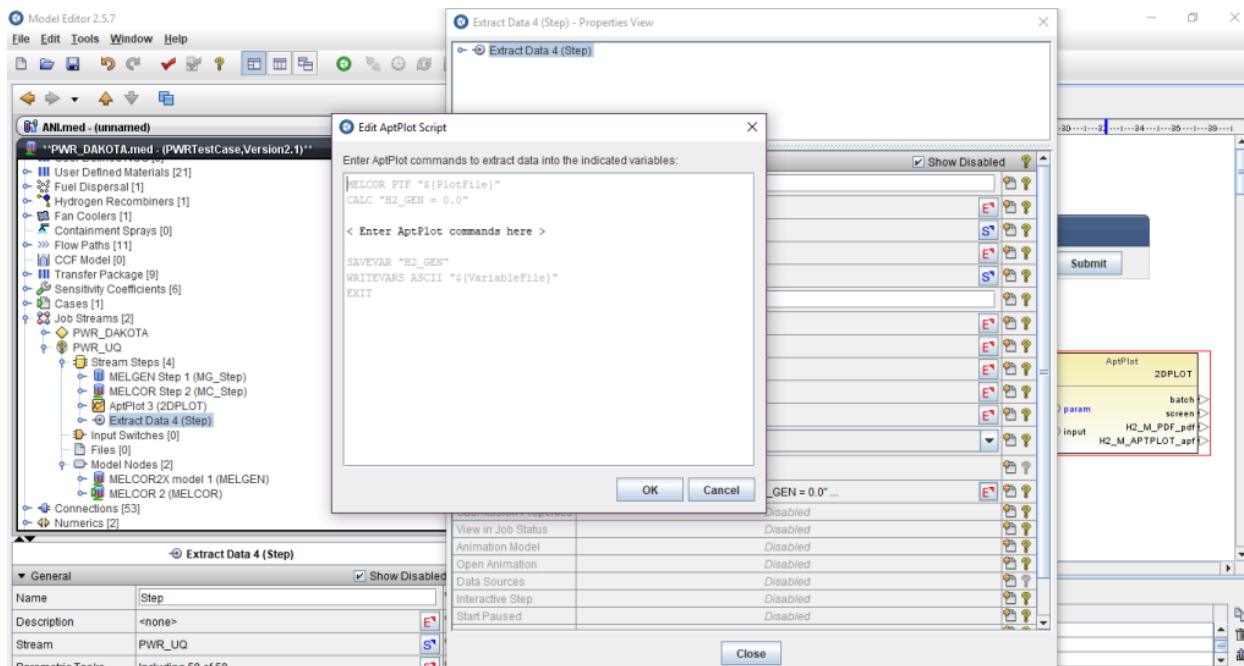 Model Editor 2.5.7
File Edit Tools Window Help
ANI.med - (unnamed)
**PWR_DAKOTA.med - (PWRTestCase,Version2.1)**
User Defined Materials [21]
Fuel Dispersal [1]
Hydrogen Recombiners [1]
Fan Coolers [1]
Containment Sprays [0]
Flow Paths [11]
CCF Model [0]
Transfer Package [9]
Sensitivity Coefficients [6]
Cases [1]
Job Streams [2]
PWR_DAKOTA
PWR_UQ
Stream Steps [4]
MELGEN Step 1 (MG_Step)
MELCOR Step 2 (MC_Step)
AptPlot 3 (2DPLOT)
Extract Data 4 (Step)
Input Switches [0]
Files [0]
Model Nodes [2]
MELCOR2X model 1 (MELGEN)
MELCOR 2 (MELCOR)
Connections [53]
Numerics [2]
Extract Data 4 (Step)
General
Show Disabled
Name
Step
Description
<none>
E
Stream
PWR_UQ
S
Extract Data 4 (Step) - Properties View
Extract Data 4 (Step)
Show Disabled
E
S
E
S
E
E
E
E
E
_GEN = 0.0"...
E
Disabled
View in Job Status
Disabled
Animation Model
Disabled
Open Animation
Disabled
Data Sources
Disabled
Interactive Step
Disabled
Start Paused
Disabled
Close
Edit AptPlot Script
Enter AptPlot commands to extract data into the indicated variables:
MELCOR PTF "${PlotFile}"
CALC "H2_GEN = 0.0"
< Enter AptPlot commands here >
SAVEVAR "H2_GEN"
WRITEVARS ASCII "${VariableFile}"
EXIT
OK
Cancel
Submit
AptPlot
2DPLOT
batch
param
screen
input
H2_M_PDF_pdf
H2_M_APTPLOT_apf